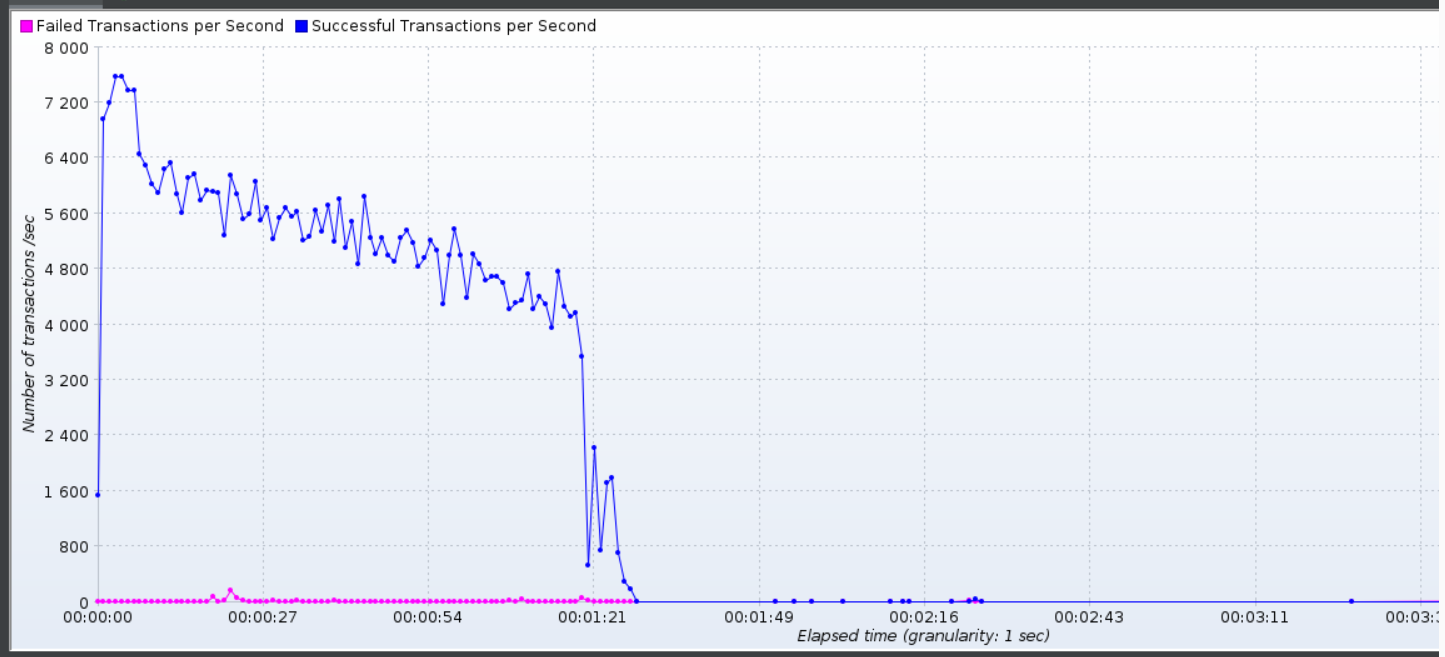 Failed Transactions per Second Successful Transactions per Second
8 000
7 200
6 400
5 600
4 800
4 000
3 200
2 400
1 600
800
0
Number of transactions /sec
00:00:00 00:00:27 00:00:54 00:01:21 00:01:49 00:02:16 00:02:43 00:03:11 00:03:
Elapsed time (granularity: 1 sec)